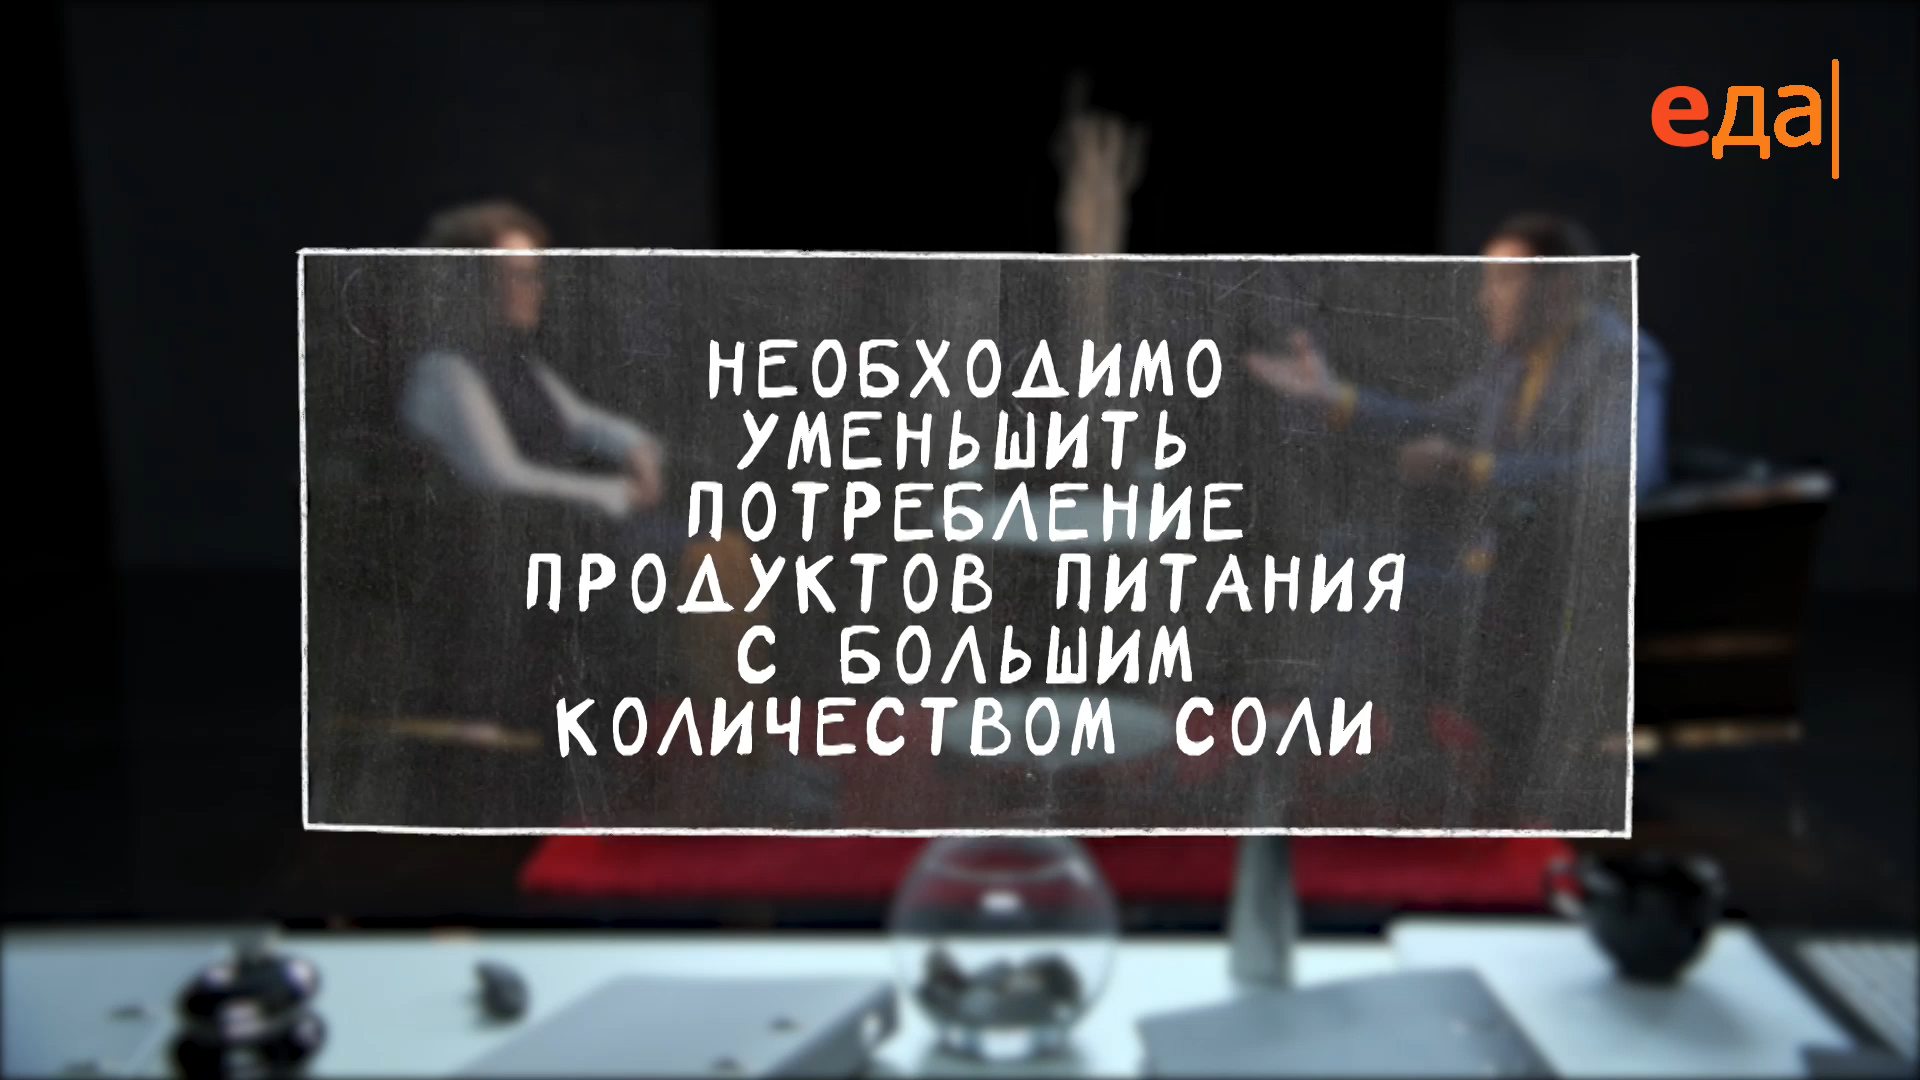 еда
НЕОБХОДИМО
УМЕНЬШИТЬ
ПОТРЕБЛЕНИЕ
ПРОДУКТОВ ПИТАНИЯ
С БОЛЬШИМ
КОЛИЧЕСТВОМ СОЛИ